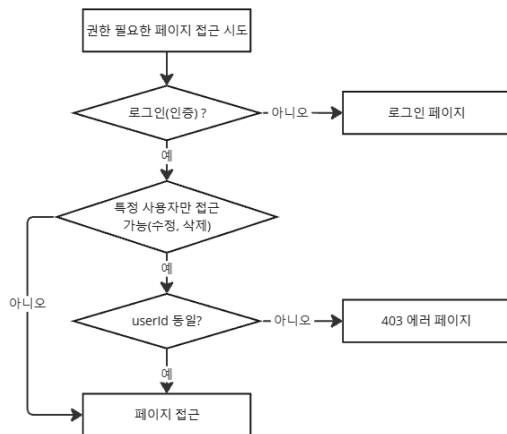 권한 필요한 페이지 접근 시도
로그인(인증) ?
아니오
로그인 페이지
예
특정 사용자만 접근
가능(수정, 삭제)
예
아니오
userId 동일?
아니오
403 에러 페이지
예
페이지 접근